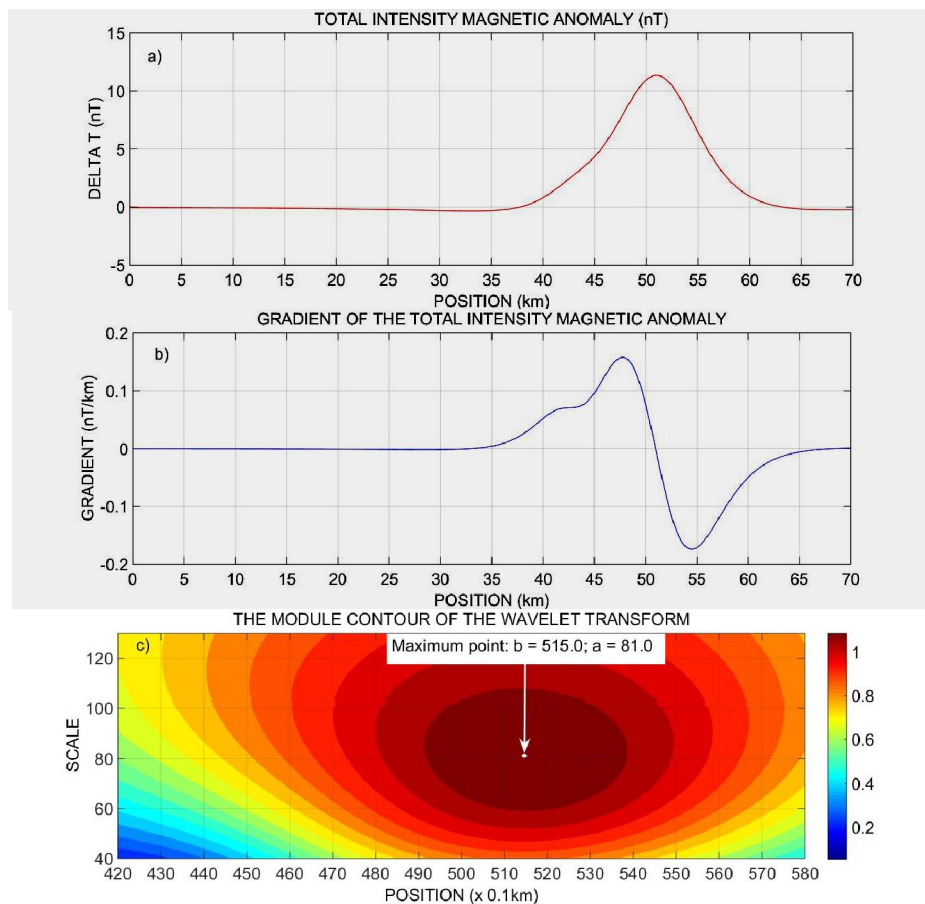 TOTAL INTENSITY MAGNETIC ANOMALY (nT)
a)
15
10
5
0
-5
DELTA T (nT)
0 5 10 15 20 25 30 35 40 45 50 55 60 65 70
POSITION (km)
GRADIENT OF THE TOTAL INTENSITY MAGNETIC ANOMALY
b)
0.2
0.1
0
-0.1
-0.2
GRADIENT (nT/km)
0 5 10 15 20 25 30 35 40 45 50 55 60 65 70
POSITION (km)
THE MODULE CONTOUR OF THE WAVELET TRANSFORM
c)
Maximum point: b = 515.0; a = 81.0
120
100
80
60
40
SCALE
420 430 440 450 460 470 480 490 500 510 520 530 540 550 560 570 580
POSITION (x 0.1km)
1
0.8
0.6
0.4
0.2